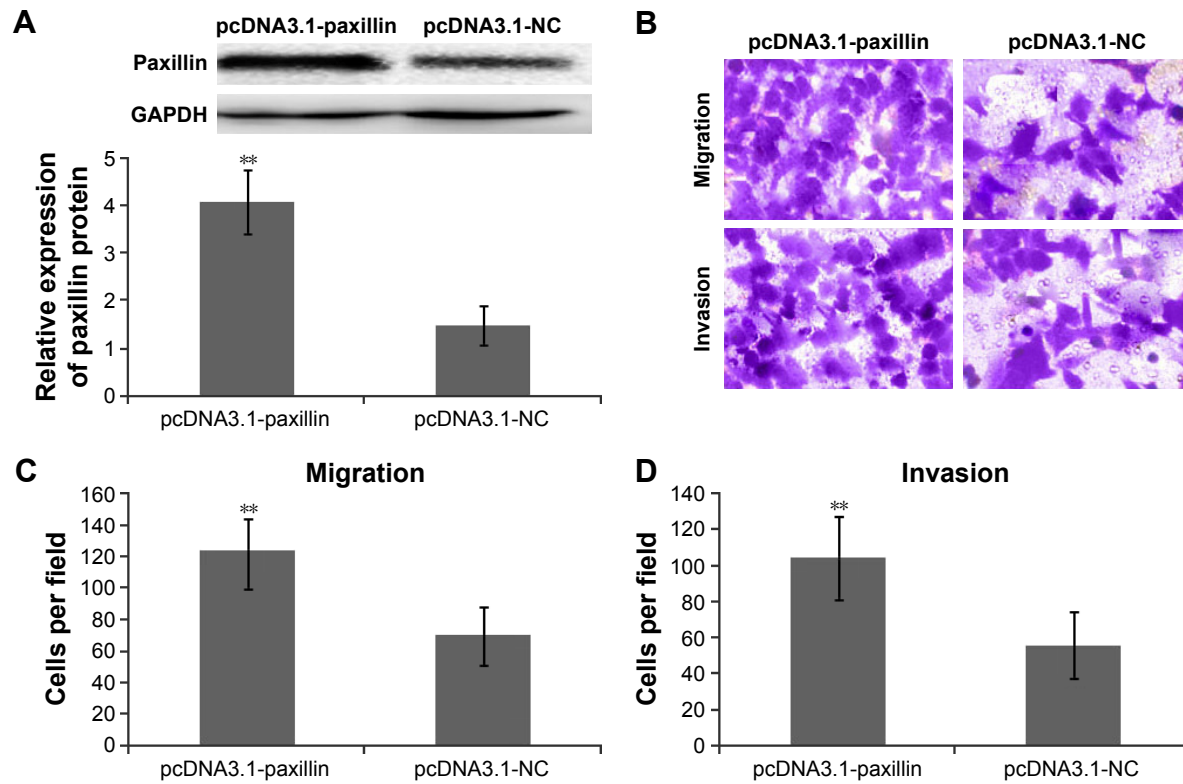 A
pcDNA3.1-paxillin pcDNA3.1-NC
Paxillin
GAPDH
Relative expression
of paxillin protein
5
4
3
2
1
0
**
pcDNA3.1-paxillin pcDNA3.1-NC
B
pcDNA3.1-paxillin pcDNA3.1-NC
Migration
Invasion
C
Migration
Cells per field
160
140
120
100
80
60
40
20
0
**
pcDNA3.1-paxillin pcDNA3.1-NC
D
Invasion
Cells per field
140
120
100
80
60
40
20
0
**
pcDNA3.1-paxillin pcDNA3.1-NC